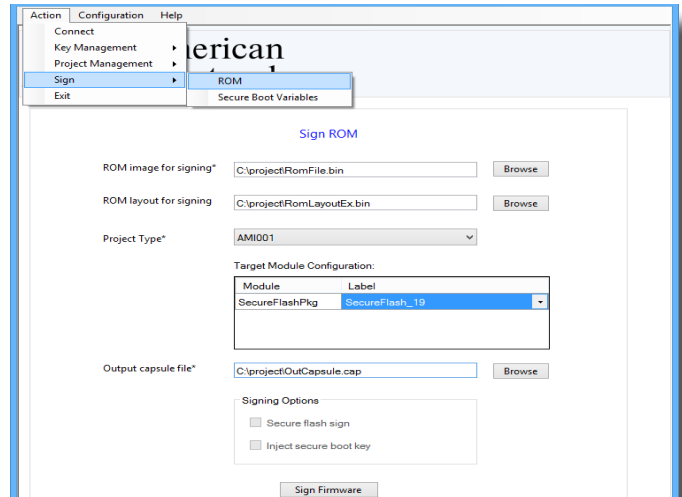 Action Configuration Help
Connect
Key Management
Project Management
Sign
Exit
ROM
Secure Boot Variables
Sign ROM
ROM image for signing* C:\project\RomFile.bin Browse
ROM layout for signing C:\project\RomLayoutEx.bin Browse
Project Type* AMI001
Target Module Configuration:
Module Label
SecureFlashPkg SecureFlash_19
Output capsule file* C:\project\OutCapsule.cap Browse
Signing Options
Secure flash sign
Inject secure boot key
Sign Firmware